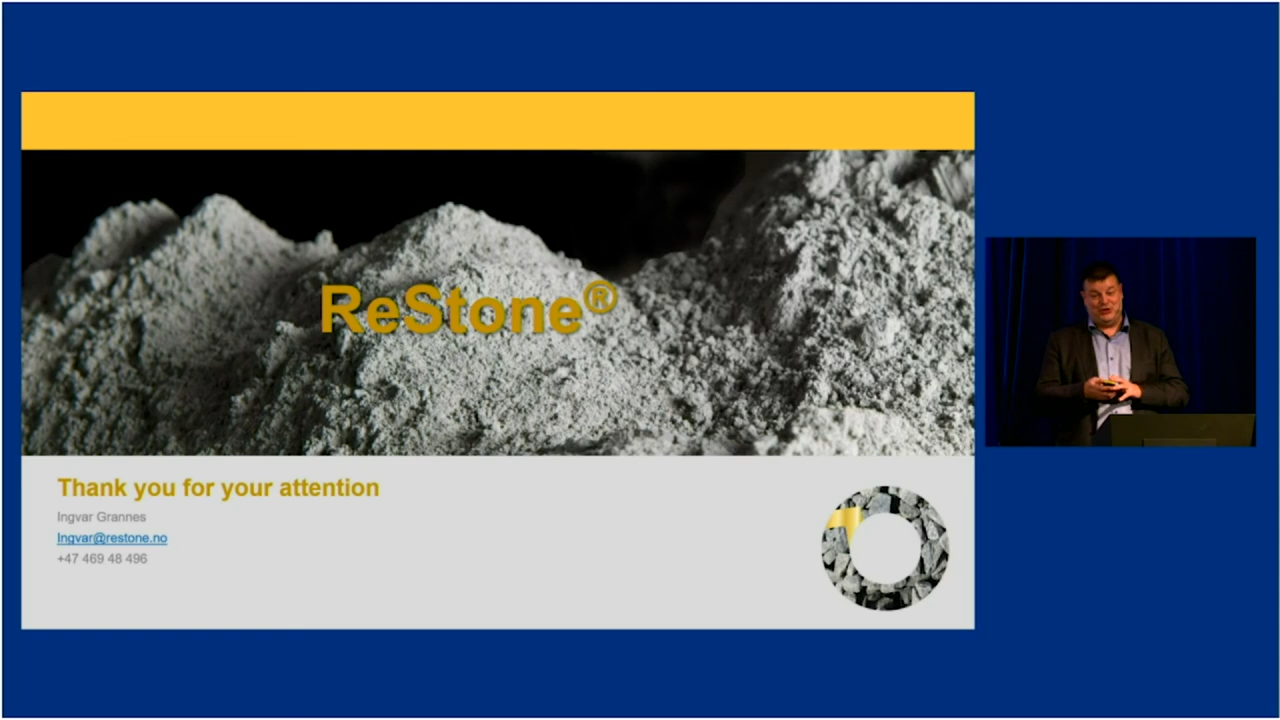 ReStone®
Thank you for your attention
Ingvar Grannes
Ingvar@restone.no
+47 469 48 496